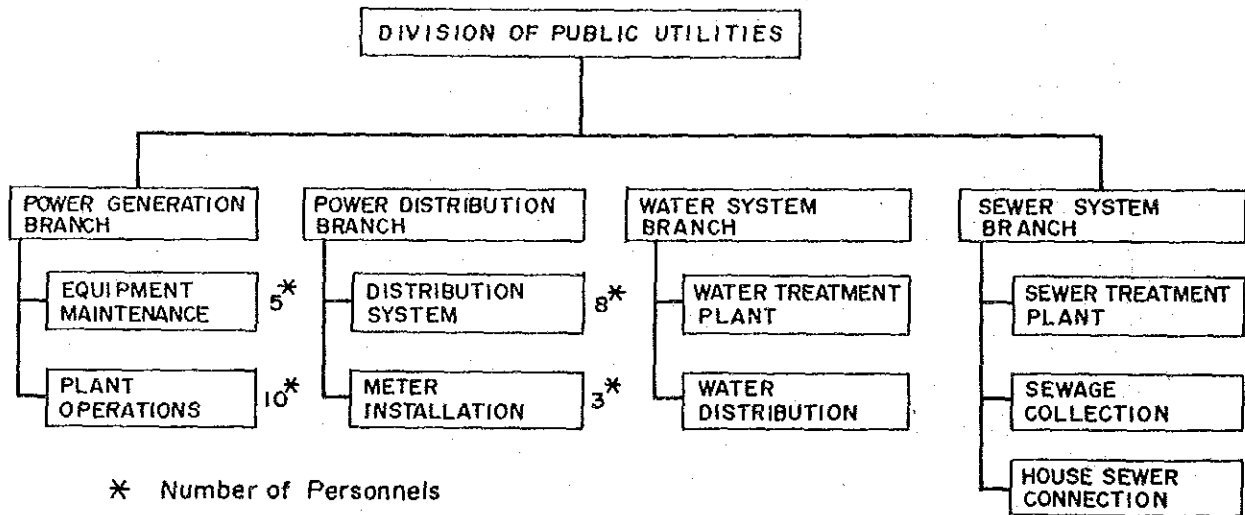 DIVISION OF PUBLIC UTILITIES
POWER GENERATION
BRANCH
EQUIPMENT
MAINTENANCE
5*
PLANT
OPERATIONS
10*
POWER DISTRIBUTION
BRANCH
DISTRIBUTION
SYSTEM
8*
METER
INSTALLATION
3*
WATER SYSTEM
BRANCH
WATER TREATMENT
PLANT
WATER
DISTRIBUTION
SEWER SYSTEM
BRANCH
SEWER TREATMENT
PLANT
SEWAGE
COLLECTION
HOUSE SEWER
CONNECTION
* Number of Personnels